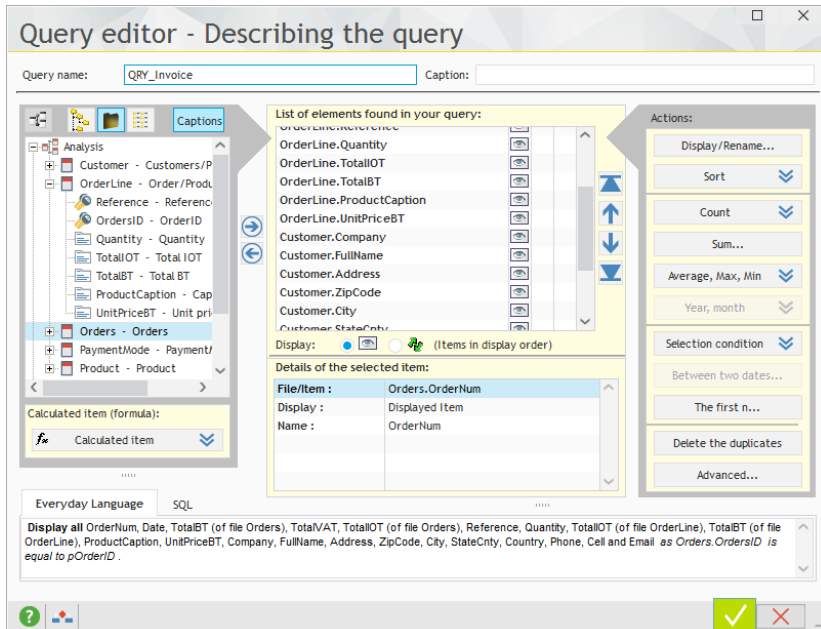 Query editor - Describing the query
Query name:
QRY_Invoice
Caption:
Captions
Analysis
Customer - Customers/P
OrderLine - Order/Produ
Reference - Referenc
OrdersID - OrderID
Quantity - Quantity
TotalIOT - Total IOT
TotalBT - Total BT
ProductCaption - Cap
UnitPriceBT - Unit pri
Orders - Orders
PaymentMode - Payment
Product - Product
Calculated item (formula):
fx Calculated item
List of elements found in your query:
OrderLine.Reference
OrderLine.Quantity
OrderLine.TotalIOT
OrderLine.TotalBT
OrderLine.ProductCaption
OrderLine.UnitPriceBT
Customer.Company
Customer.FullName
Customer.Address
Customer.ZipCode
Customer.City
Customer.StateCnty
Display:
(Items in display order)
Details of the selected item:
File/Item : Orders.OrderNum
Display : Displayed Item
Name : OrderNum
Actions:
Display/Rename...
Sort
Count
Sum...
Average, Max, Min
Year, month
Selection condition
Between two dates...
The first n...
Delete the duplicates
Advanced...
Everyday Language
SQL
Display all OrderNum, Date, TotalBT (of file Orders), TotalVAT, TotalIOT (of file Orders), Reference, Quantity, TotalIOT (of file OrderLine), TotalBT (of file
OrderLine), ProductCaption, UnitPriceBT, Company, FullName, Address, ZipCode, City, StateCnty, Country, Phone, Cell and Email as Orders.OrdersID is
equal to pOrderID .